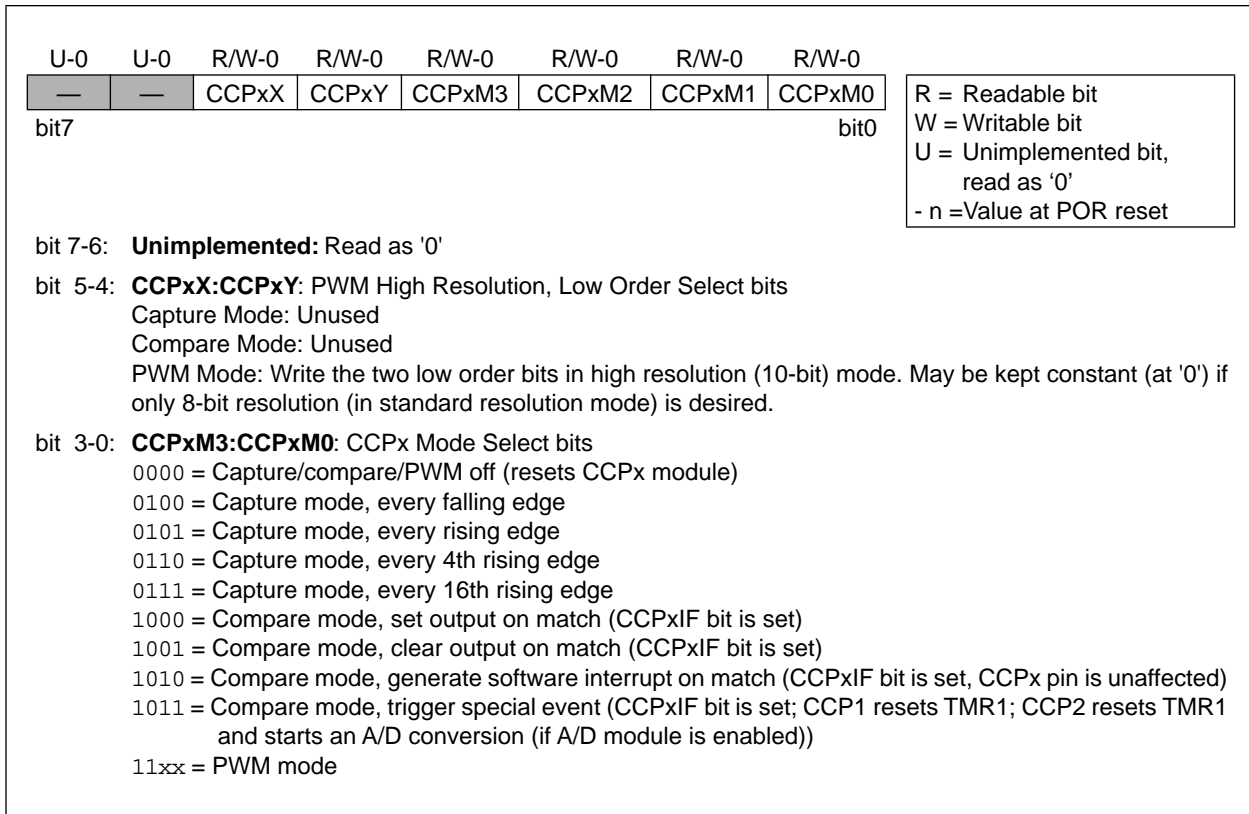 U-0 U-0 R/W-0 R/W-0 R/W-0 R/W-0 R/W-0 R/W-0
— — CCPxX CCPxY CCPxM3 CCPxM2 CCPxM1 CCPxM0
bit7 bit0
R = Readable bit
W = Writable bit
U = Unimplemented bit,
read as ‘0’
- n =Value at POR reset
bit 7-6: Unimplemented: Read as '0'
bit 5-4: CCPxX:CCPxY: PWM High Resolution, Low Order Select bits
Capture Mode: Unused
Compare Mode: Unused
PWM Mode: Write the two low order bits in high resolution (10-bit) mode. May be kept constant (at '0') if
only 8-bit resolution (in standard resolution mode) is desired.
bit 3-0: CCPxM3:CCPxM0: CCPx Mode Select bits
0000 = Capture/compare/PWM off (resets CCPx module)
0100 = Capture mode, every falling edge
0101 = Capture mode, every rising edge
0110 = Capture mode, every 4th rising edge
0111 = Capture mode, every 16th rising edge
1000 = Compare mode, set output on match (CCPxIF bit is set)
1001 = Compare mode, clear output on match (CCPxIF bit is set)
1010 = Compare mode, generate software interrupt on match (CCPxIF bit is set, CCPx pin is unaffected)
1011 = Compare mode, trigger special event (CCPxIF bit is set; CCP1 resets TMR1; CCP2 resets TMR1
and starts an A/D conversion (if A/D module is enabled))
11xx = PWM mode